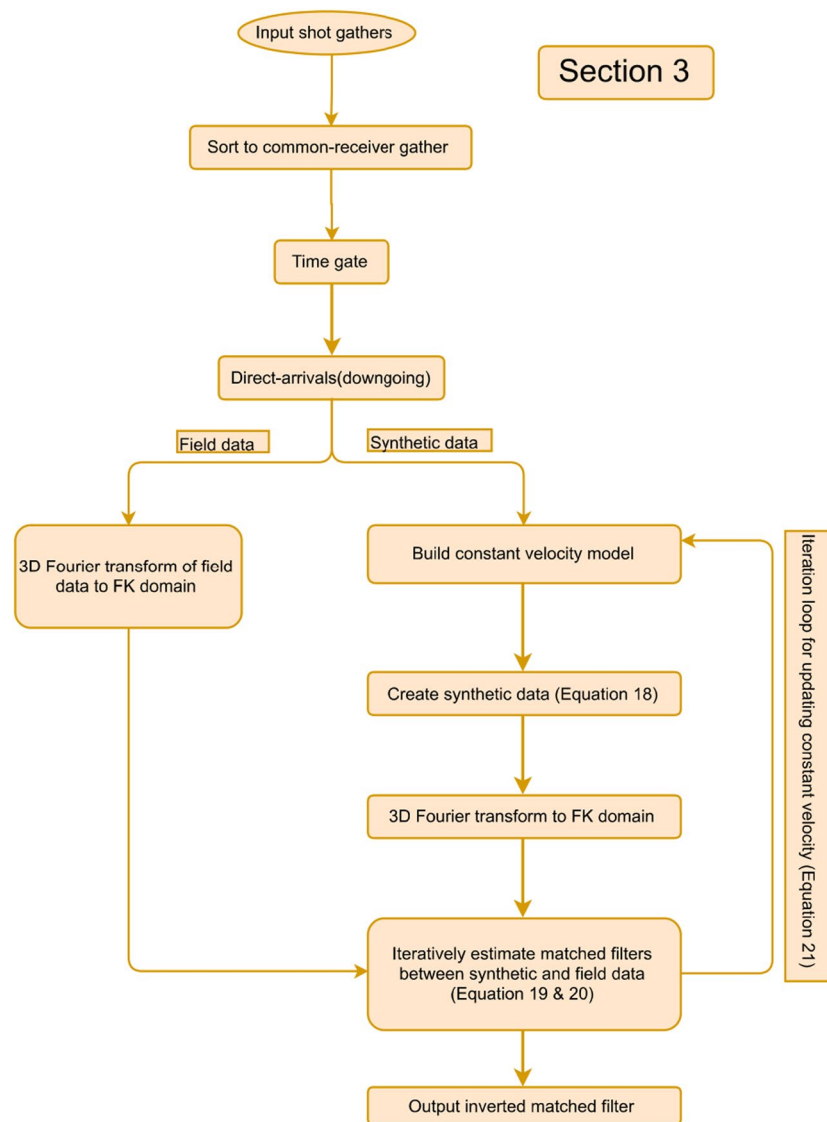 Input shot gathers
Section 3
Sort to common-receiver gather
Time gate
Direct-arrivals(downgoing)
Field data
Synthetic data
3D Fourier transform of field
data to FK domain
Build constant velocity model
Create synthetic data (Equation 18)
3D Fourier transform to FK domain
Iteratively estimate matched filters
between synthetic and field data
(Equation 19 & 20)
Iteration loop for updating constant velocity (Equation 21)
Output inverted matched filter